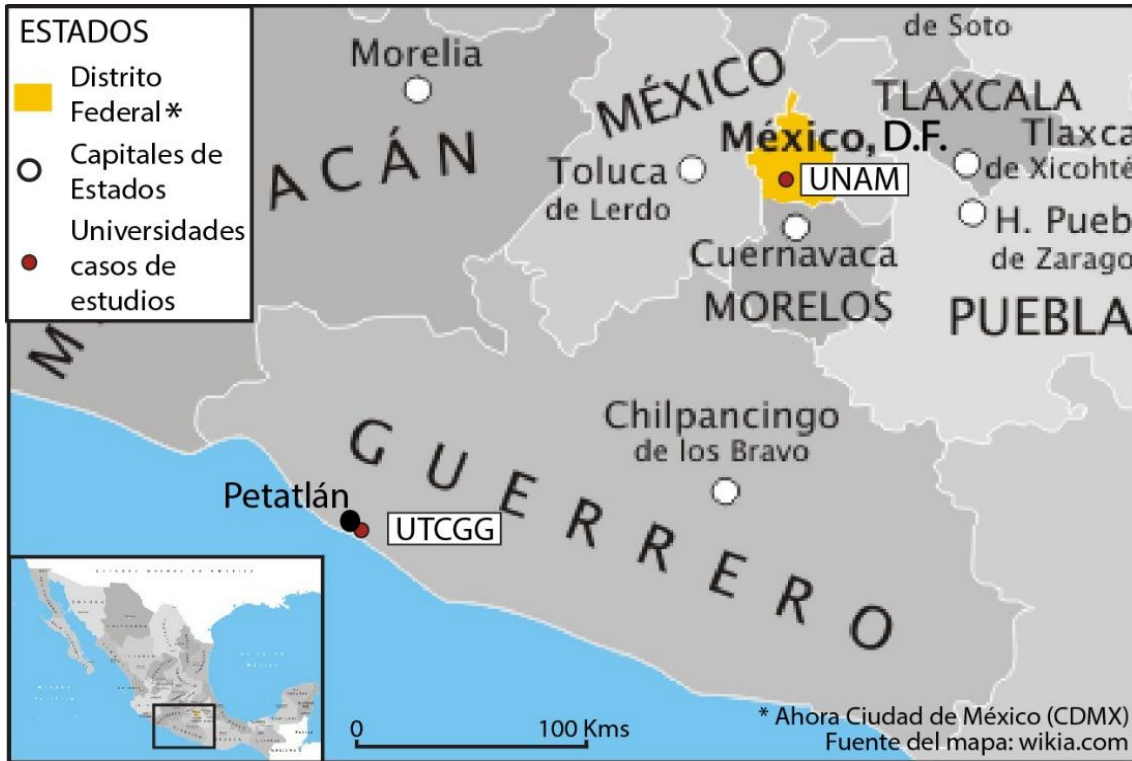 ESTADOS
Distrito
Federal*
Capitales de
Estados
Universidades
casos de
estudios
de Soto
Morelia
MÉXICO
TLAXCALA
México, D.F.
Tlaxca
de Xicohté
ACÁN
Toluca
de Lerdo
UNAM
H. Pueb
de Zarago
Cuernavaca
MORELOS
PUEBLA
M
Chilpancingo
de los Bravo
GUERRERO
Petatlán
UTCGG
0 100 Kms
* Ahora Ciudad de México (CDMX)
Fuente del mapa: wikia.com